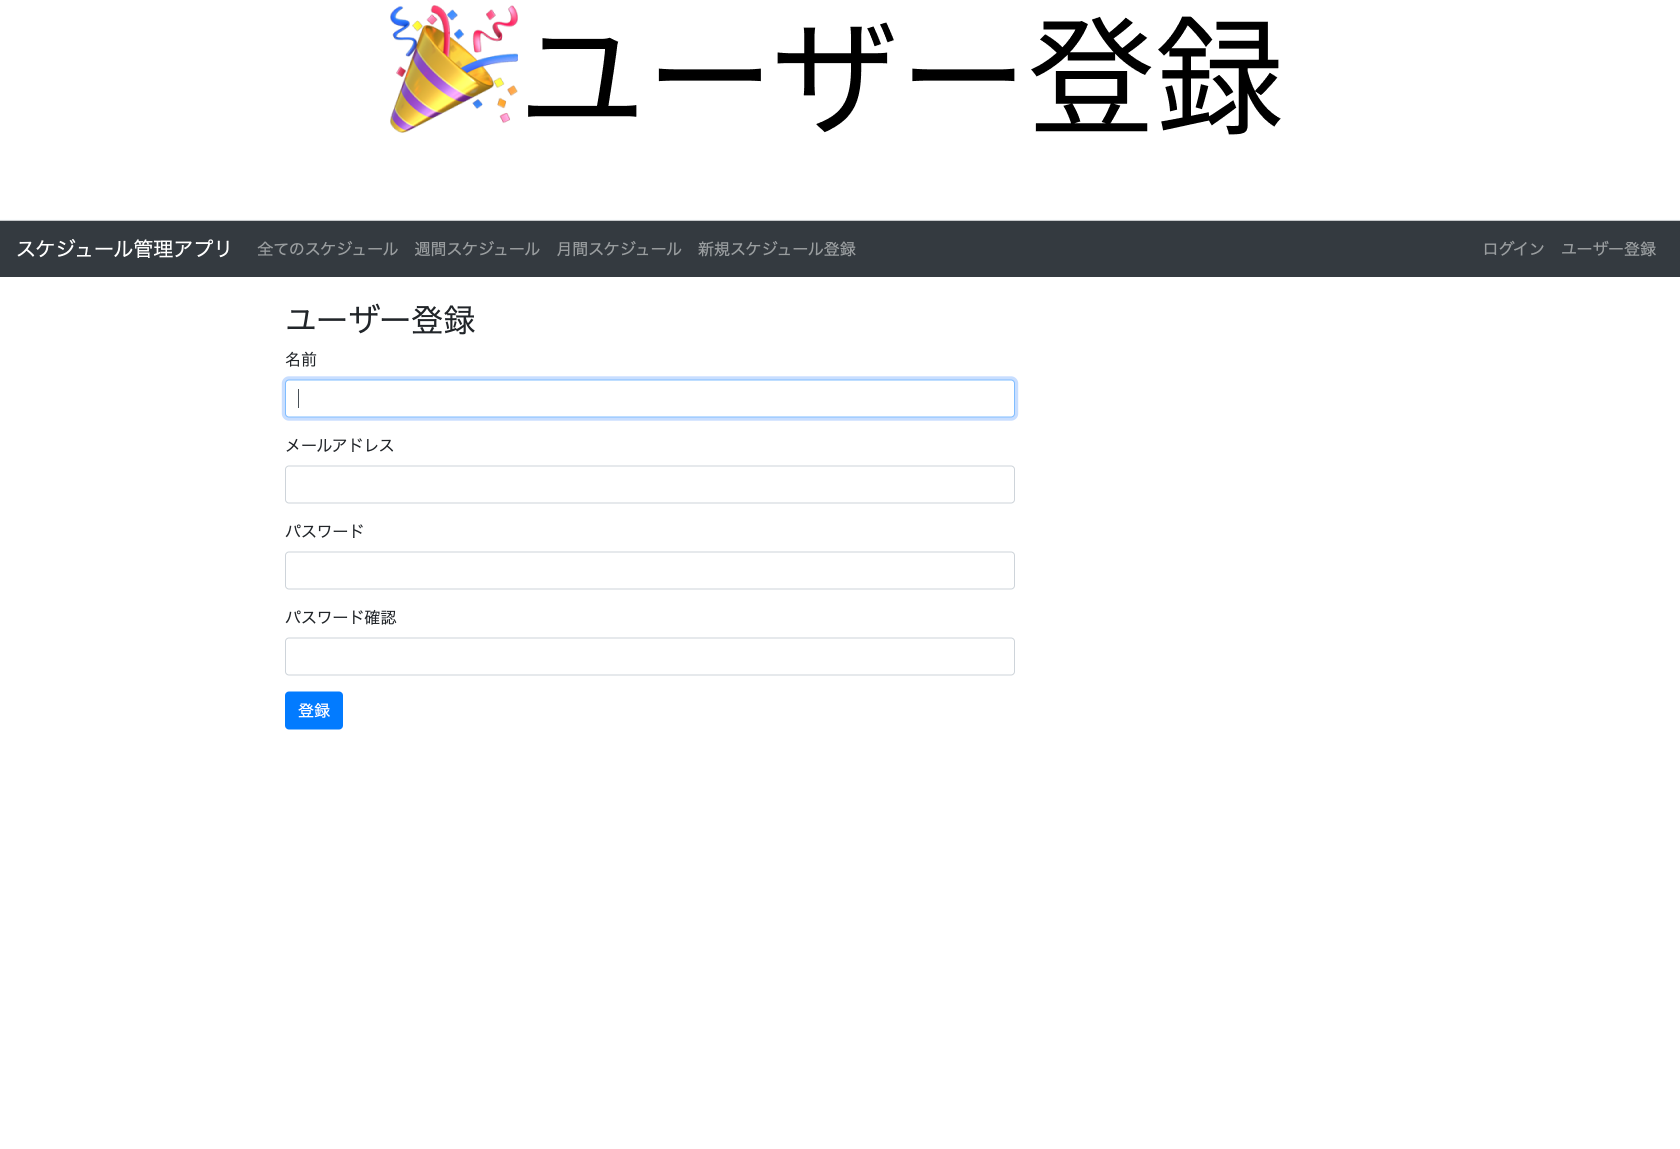 🎉ユーザー登録
スケジュール管理アプリ 全てのスケジュール 週間スケジュール 月間スケジュール 新規スケジュール登録 ログイン ユーザー登録
ユーザー登録
名前
メールアドレス
パスワード
パスワード確認
登録